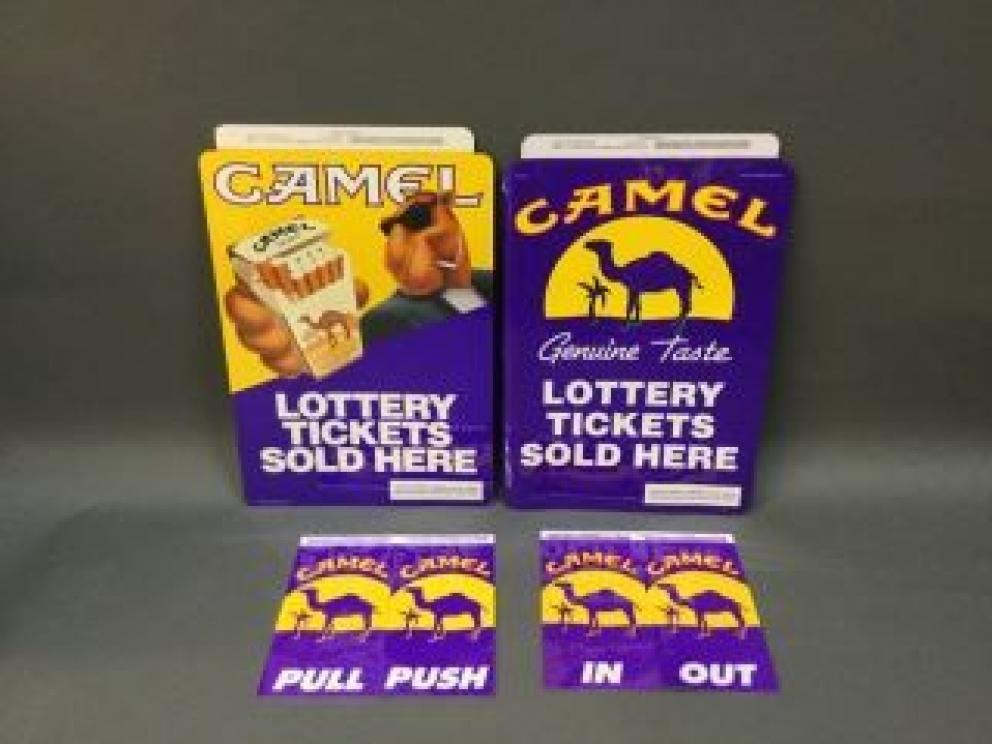 CAMEL
CAMEL
LOTTERY
TICKETS
SOLD HERE
CAMEL
Genuine Taste
LOTTERY
TICKETS
SOLD HERE
CAMEL CAMEL
PULL PUSH
CAMEL CAMEL
IN OUT